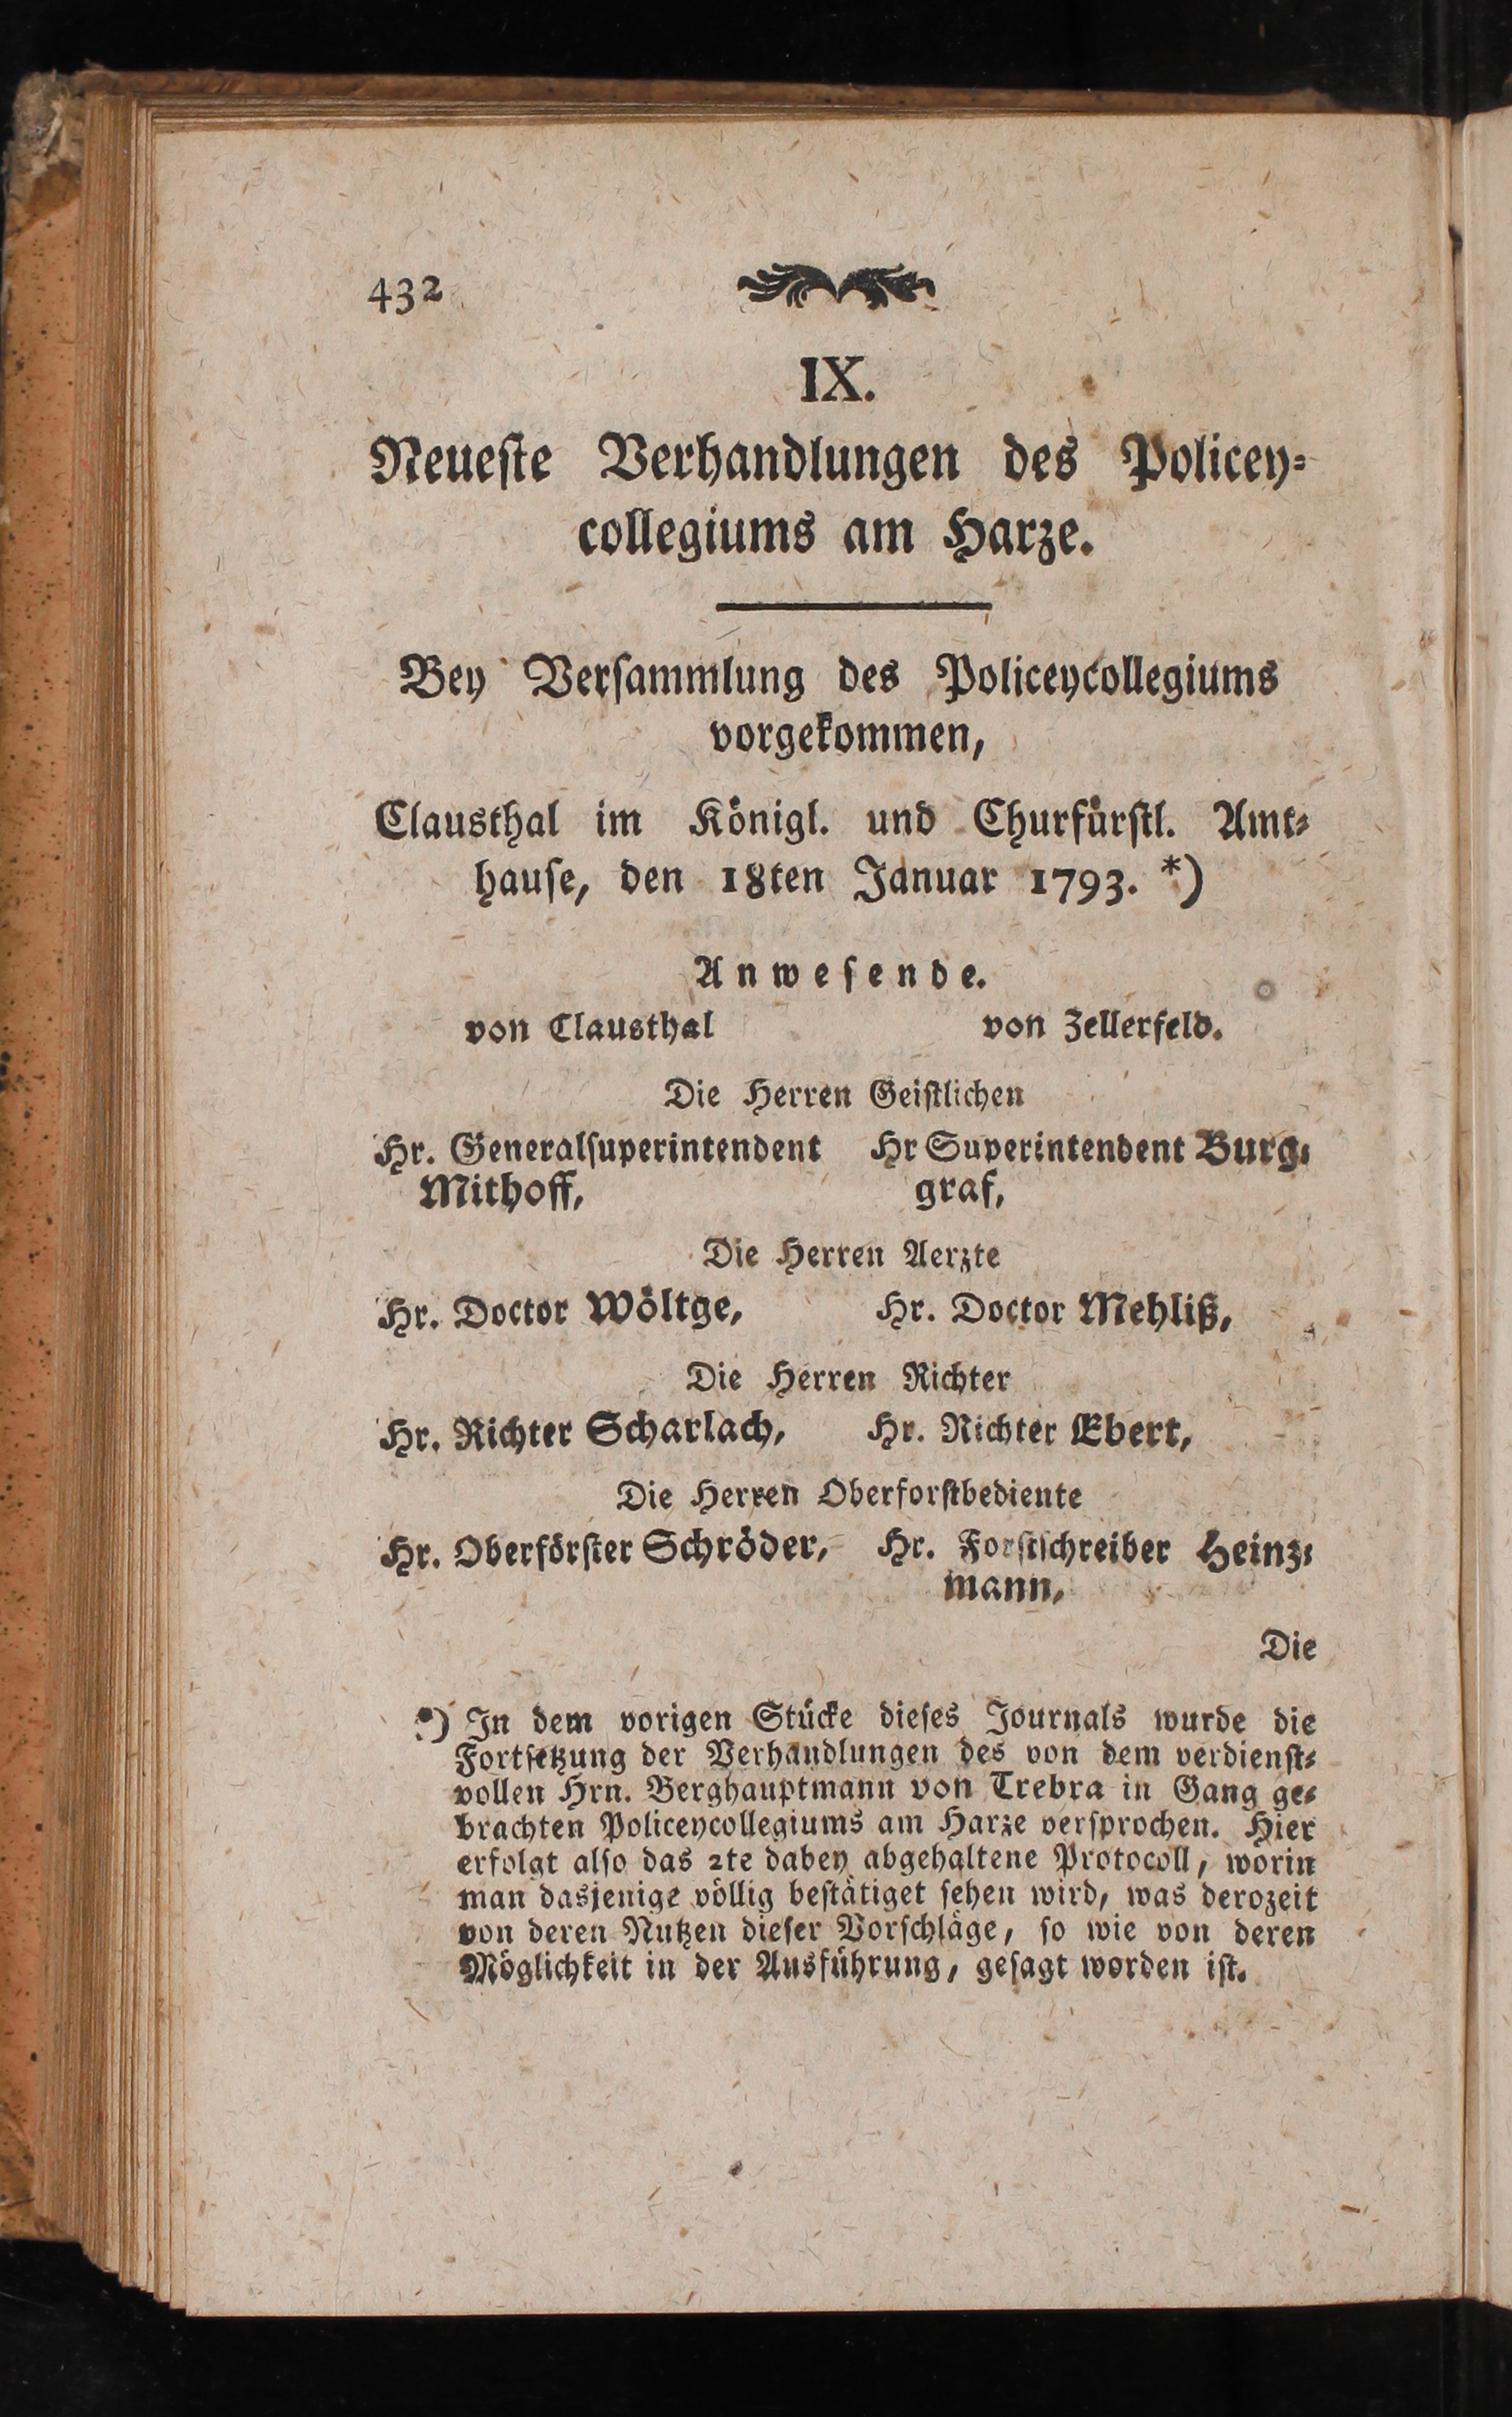 432
IX.
Neueſte Verhandlungen des Policey⸗
collegiums am Harze.
Bey Verſammlung des Policeycollegiums
vorgekommen,
Clausthal im Königl. und Churfürſtl. Amt⸗
hauſe, den 18ten Januar 1793. *)
Anweſende.
von Clausthal von Zellerfeld.
Die Herren Geiſtlichen
Hr. Generalſuperintendent Hr Superintendent Burg⸗
Mithoff, graf,
Die Herren Aerzte
Hr. Doctor Wöltge, Hr. Doctor Mehliß,
Die Herren Richter
Hr. Richter Scharlach, Hr. Richter Ebert,
Die Herren Oberforſtbediente
Hr. Oberförſter Schröder, Hr. Forſtſchreiber Heinz⸗
mann,
Die
*) In dem vorigen Stücke dieſes Journals wurde die
Fortſetzung der Verhandlungen des von dem verdienſt⸗
vollen Hrn. Berghauptmann von Trebra in Gang ge⸗
brachten Policeycollegiums am Harze verſprochen. Hier
erfolgt alſo das 2te dabey abgehaltene Protocoll, worin
man dasjenige völlig beſtätiget ſehen wird, was derozeit
von deren Nutzen dieſer Vorſchläge, ſo wie von deren
Möglichkeit in der Ausführung, geſagt worden iſt.